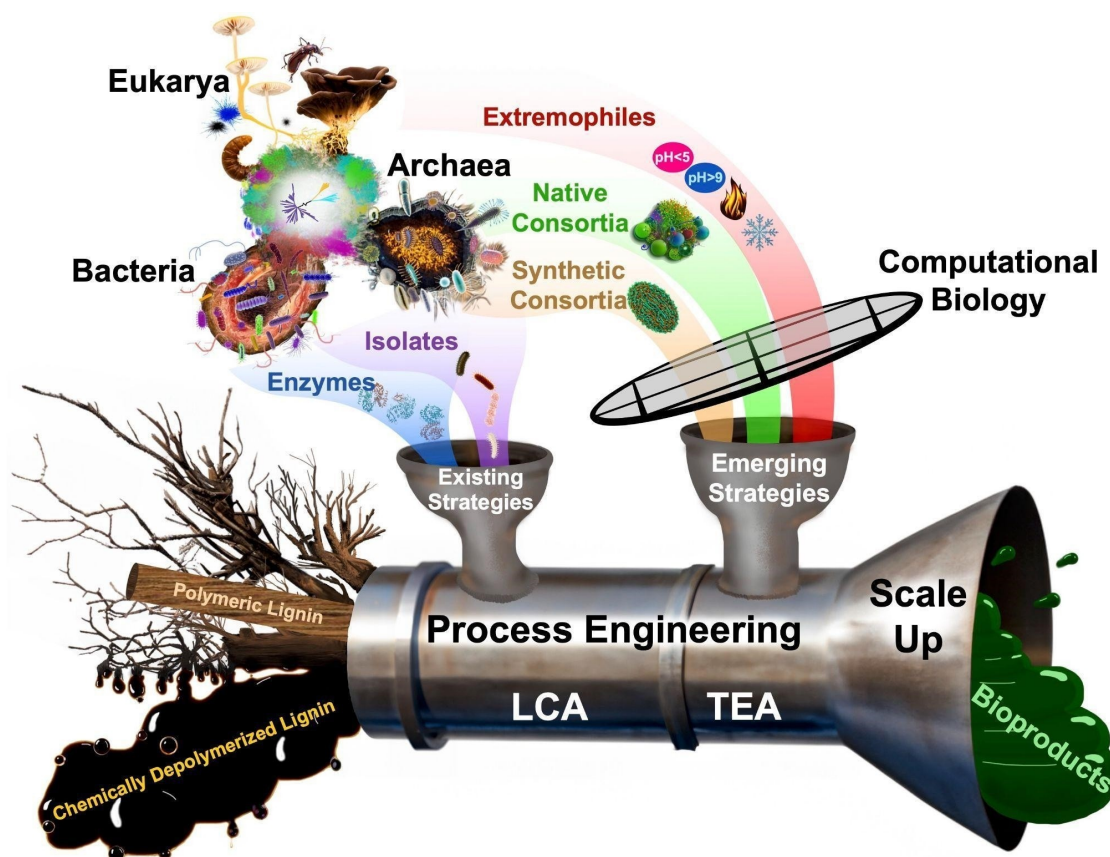 Eukarya
Extremophiles
pH<5
pH>9
Archaea
Native
Consortia
Bacteria
Synthetic
Consortia
Computational
Biology
Isolates
Enzymes
Existing
Strategies
Emerging
Strategies
Polymeric Lignin
Process Engineering
Scale
Up
LCA
TEA
Chemically Depolymerized Lignin
Bioproducts